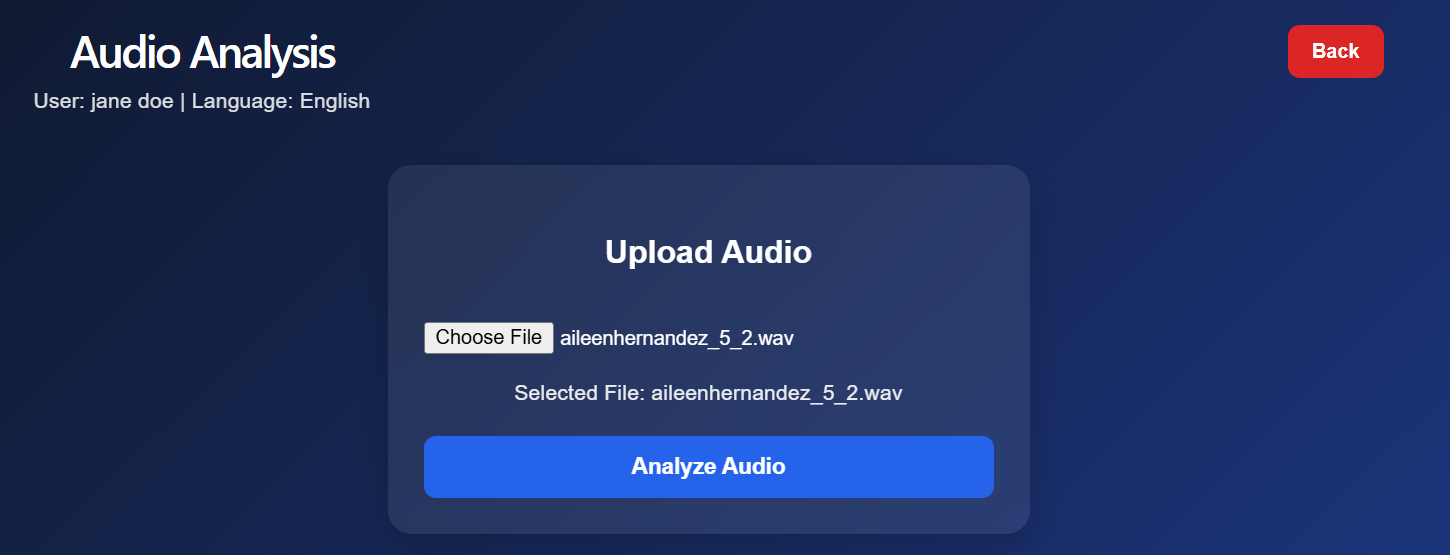 Audio Analysis
Back
User: jane doe | Language: English
Upload Audio
Choose File aileenhernandez_5_2.wav
Selected File: aileenhernandez_5_2.wav
Analyze Audio